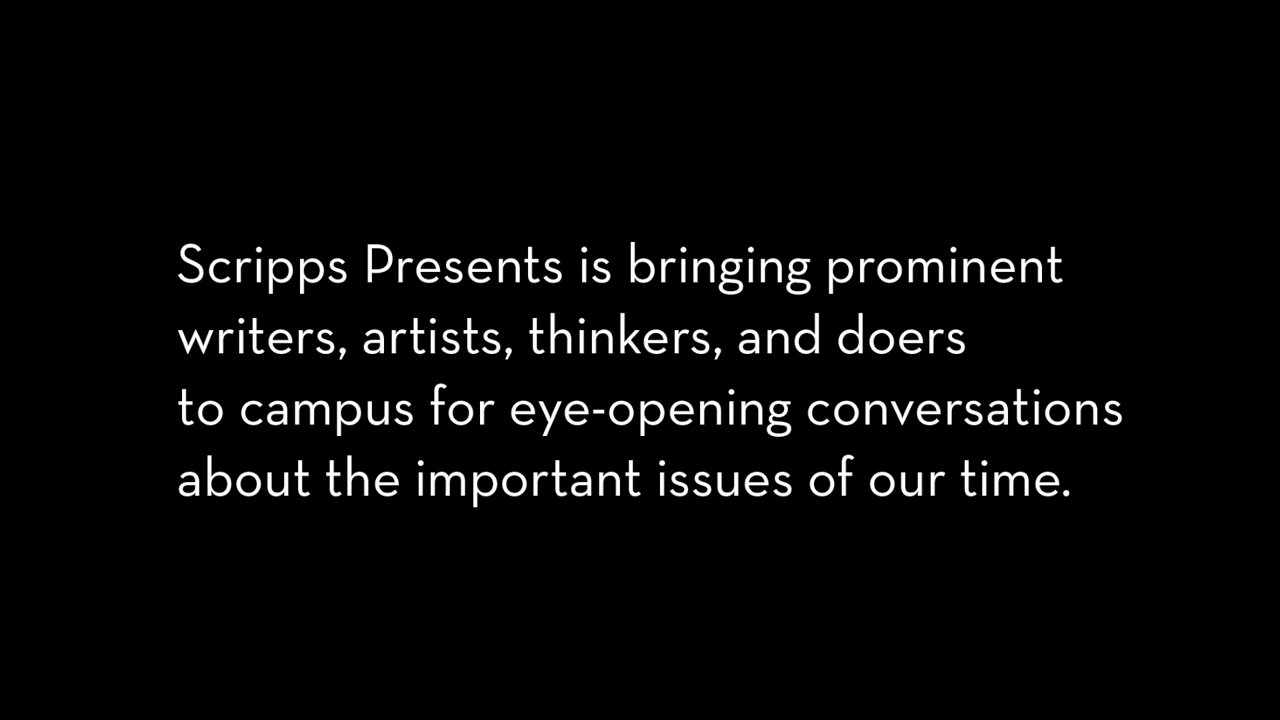 Scripps Presents is bringing prominent
writers, artists, thinkers, and doers
to campus for eye-opening conversations
about the important issues of our time.